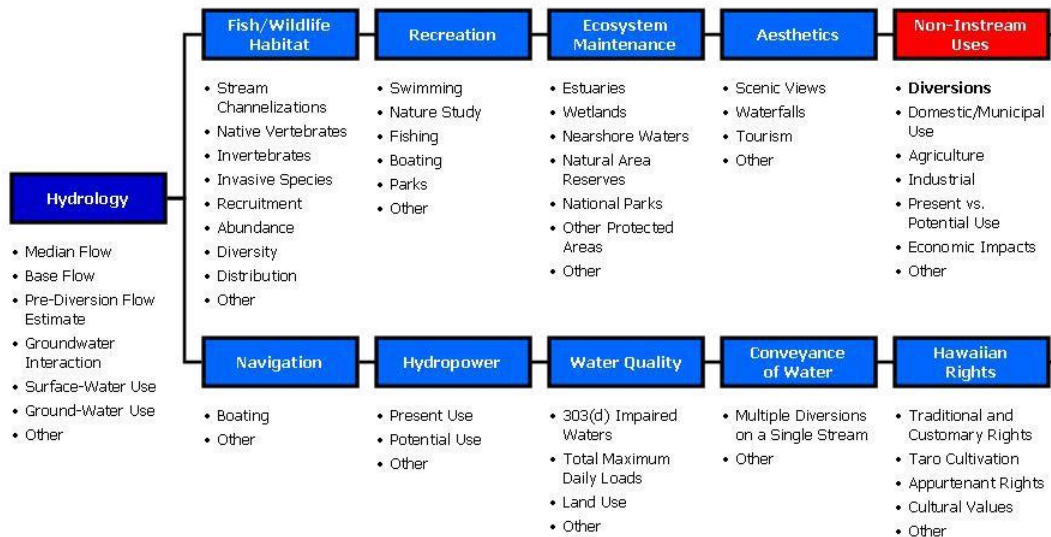 Fish/Wildlife
Habitat
Recreation
Ecosystem
Maintenance
Aesthetics
Non-Instream
Uses
• Stream
Channelizations
• Native Vertebrates
• Invertebrates
• Invasive Species
• Recruitment
• Abundance
• Diversity
• Distribution
• Other
• Swimming
• Nature Study
• Fishing
• Boating
• Parks
• Other
• Estuaries
• Wetlands
• Nearshore Waters
• Natural Area
Reserves
• National Parks
• Other Protected
Areas
• Other
• Scenic Views
• Waterfalls
• Tourism
• Other
• Diversions
• Domestic/Municipal
Use
• Agriculture
• Industrial
• Present vs.
Potential Use
• Economic Impacts
• Other
Hydrology
• Median Flow
• Base Flow
• Pre-Diversion Flow
Estimate
• Groundwater
Interaction
• Surface-Water Use
• Ground-Water Use
• Other
Navigation
Hydropower
Water Quality
Conveyance
of Water
Hawaiian
Rights
• Boating
• Other
• Present Use
• Potential Use
• Other
• 303(d) Impaired
Waters
• Total Maximum
Daily Loads
• Land Use
• Other
• Multiple Diversions
on a Single Stream
• Other
• Traditional and
Customary Rights
• Taro Cultivation
• Appurtenant Rights
• Cultural Values
• Other